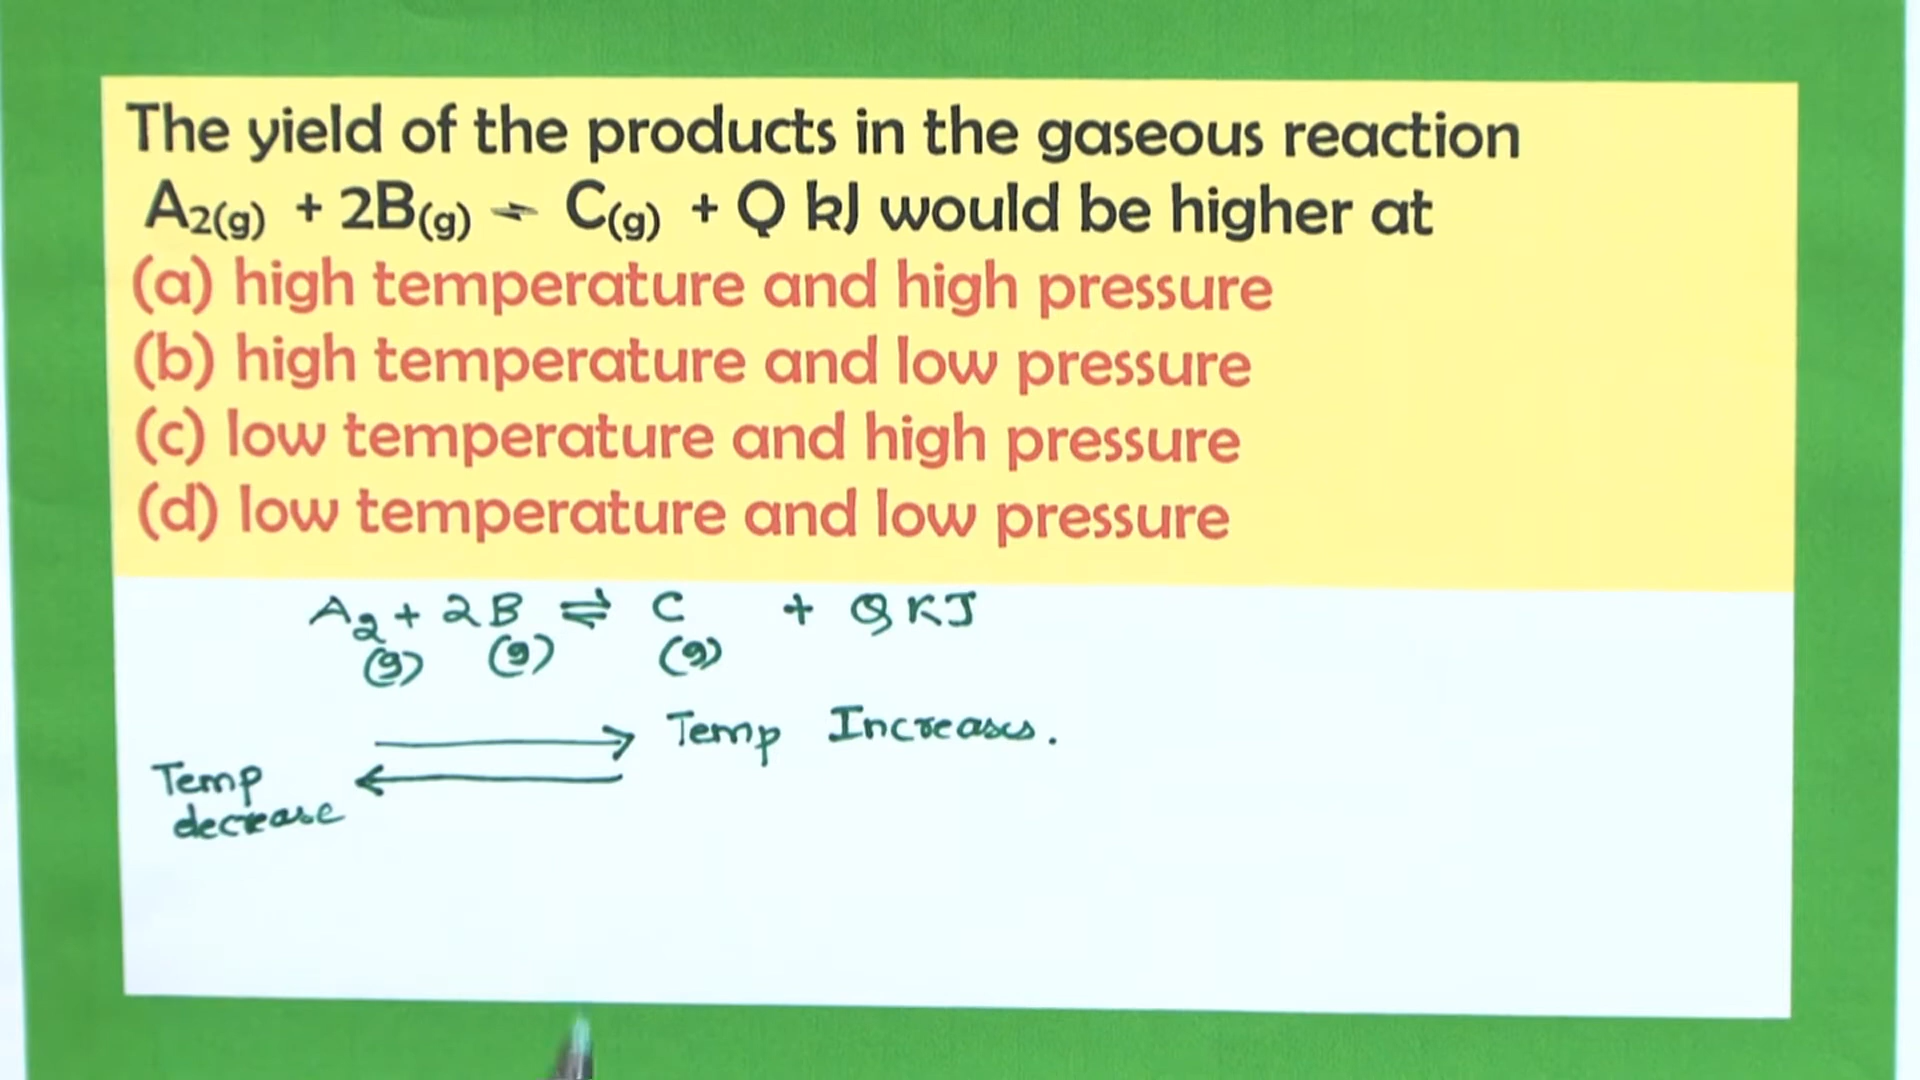 The yield of the products in the gaseous reaction
A2(g) + 2B(g) ⇌ C(g) + Q kJ would be higher at
(a) high temperature and high pressure
(b) high temperature and low pressure
(c) low temperature and high pressure
(d) low temperature and low pressure
A2 + 2B ⇌ C + Q KJ
(g) (g) (g)
Temp Increases.
Temp
decrease